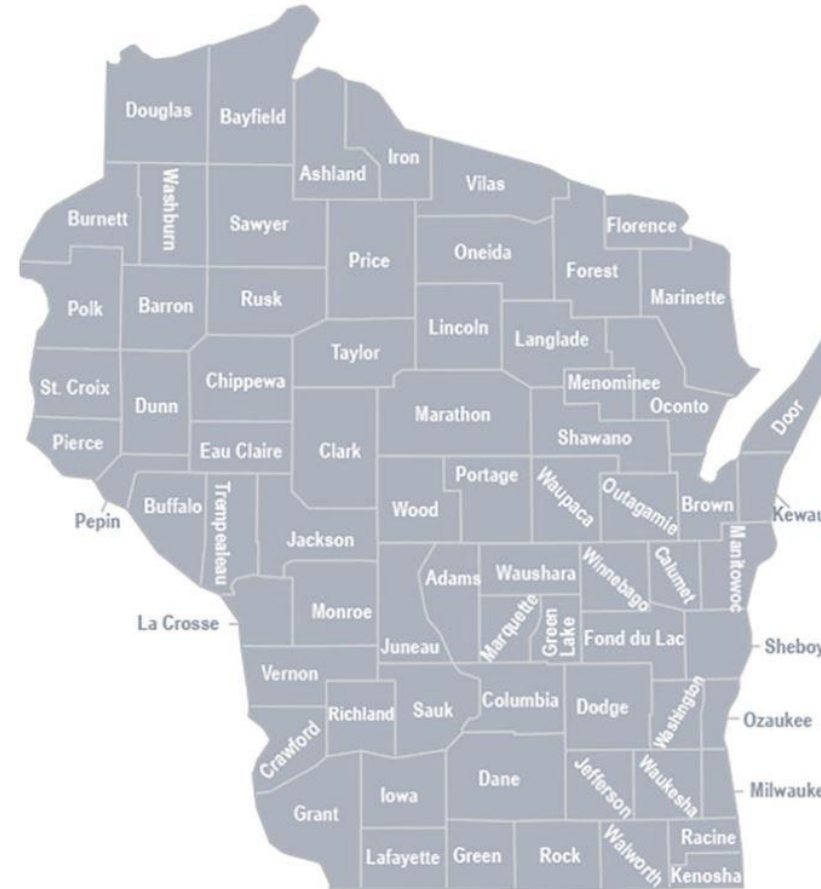 Douglas
Bayfield
Iron
Ashland
Vilas
Washburn
Burnett
Sawyer
Florence
Price
Oneida
Forest
Polk
Barron
Rusk
Marinette
Lincoln
Langlade
Taylor
St. Croix
Chippewa
Menominee
Dunn
Oconto
Marathon
Door
Pierce
Eau Claire
Clark
Shawano
Portage
Waupaca
Outagamie
Buffalo
Trempealeau
Wood
Brown
Pepin
Kewau
Jackson
Manitowoc
Adams
Waushara
Winnebago
Calumet
La Crosse
Monroe
Marquette
Green
Lake
Fond du Lac
Juneau
Sheboy
Vernon
Columbia
Washington
Richland
Sauk
Dodge
Ozaukee
Crawford
Dane
Jefferson
Waukesha
Milwauke
Grant
Iowa
Racine
Lafayette
Green
Rock
Walworth
Kenosha